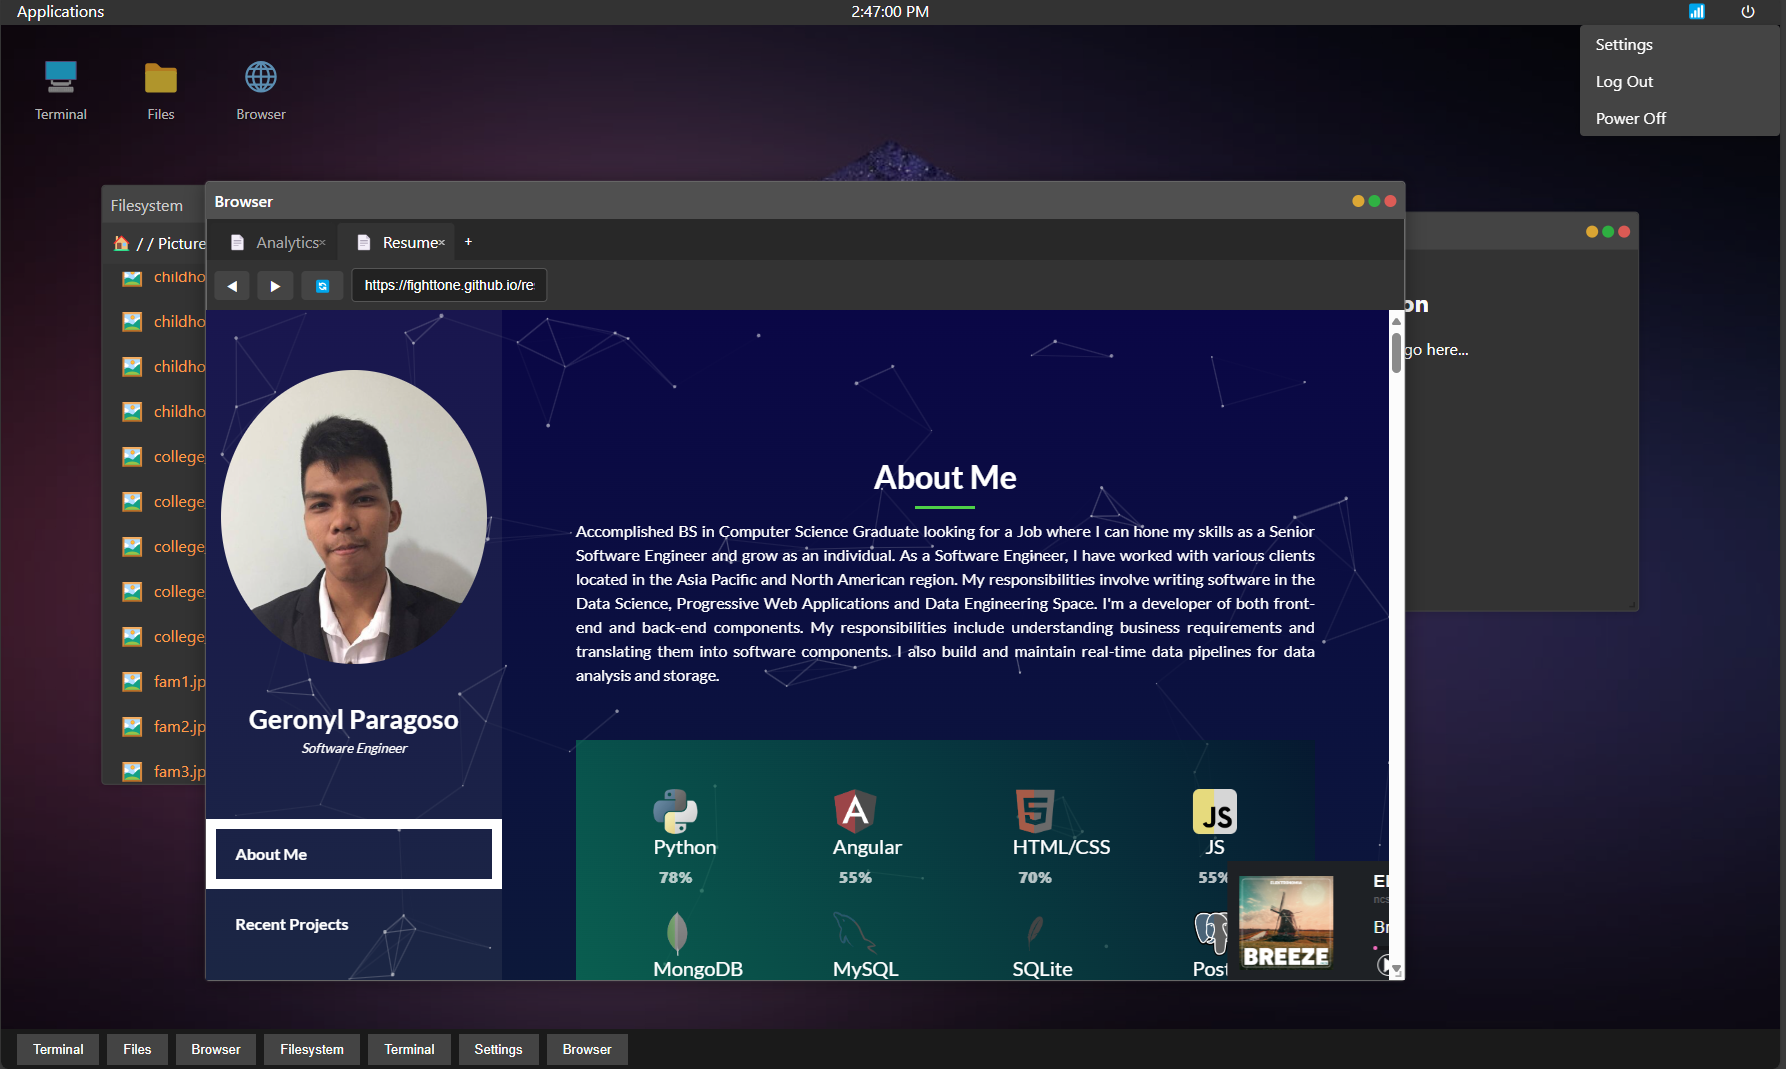 Applications
2:47:00 PM
Settings
Log Out
Power Off
Terminal
Files
Browser
Filesystem
/ / Picture
childho
childho
childho
childho
college
college
college
college
college
fam1.jp
fam2.jp
fam3.jp
Browser
Analytics×
Resume×
+
https://fighttone.github.io/re
on
go here...
Geronyl Paragoso
Software Engineer
About Me
Recent Projects
About Me
Accomplished BS in Computer Science Graduate looking for a Job where I can hone my skills as a Senior
Software Engineer and grow as an individual. As a Software Engineer, I have worked with various clients
located in the Asia Pacific and North American region. My responsibilities involve writing software in the
Data Science, Progressive Web Applications and Data Engineering Space. I'm a developer of both front-
end and back-end components. My responsibilities include understanding business requirements and
translating them into software components. I also build and maintain real-time data pipelines for data
analysis and storage.
Python
78%
Angular
55%
5
HTML/CSS
70%
JS
JS
55%
MongoDB
MySQL
SQLite
Post
BREEZE
El
ncs
Br
Terminal
Files
Browser
Filesystem
Terminal
Settings
Browser